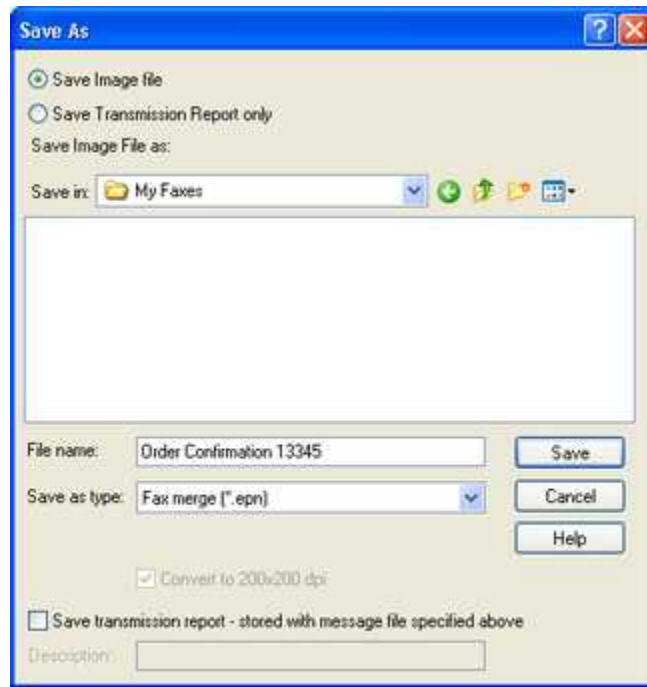 Save As
Save Image file
Save Transmission Report only
Save Image File as:
Save in: My Faxes
File name: Order Confirmation 13345 Save
Save as type: Fax merge (*.epn) Cancel
Help
Convert to 200x200 dpi
Save transmission report - stored with message file specified above
Description: